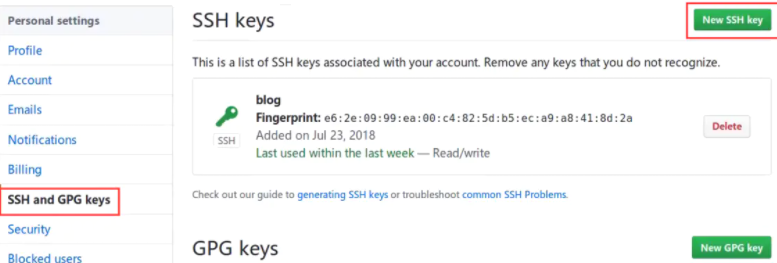 Personal settings
Profile
Account
Emails
Notifications
Billing
SSH and GPG keys
Security
Blocked users
SSH keys
New SSH key
This is a list of SSH keys associated with your account. Remove any keys that you do not recognize.
SSH
blog
Fingerprint: e6:2e:09:99:ea:00:c4:82:5d:b5:ec:a9:a8:41:8d:2a
Added on Jul 23, 2018
Last used within the last week — Read/write
Delete
Check out our guide to generating SSH keys or troubleshoot common SSH Problems.
GPG keys
New GPG key